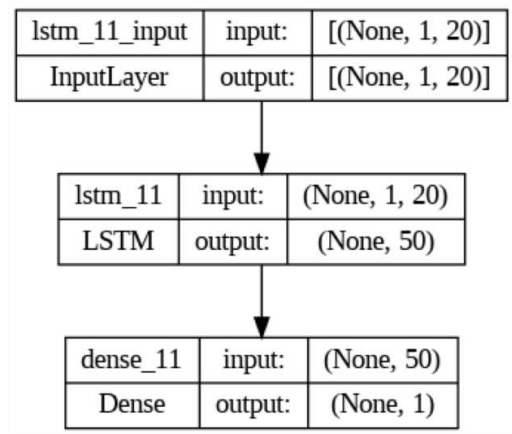 lstm_11_input input: [(None, 1, 20)]
InputLayer output: [(None, 1, 20)]
lstm_11 input: (None, 1, 20)
LSTM output: (None, 50)
dense_11 input: (None, 50)
Dense output: (None, 1)